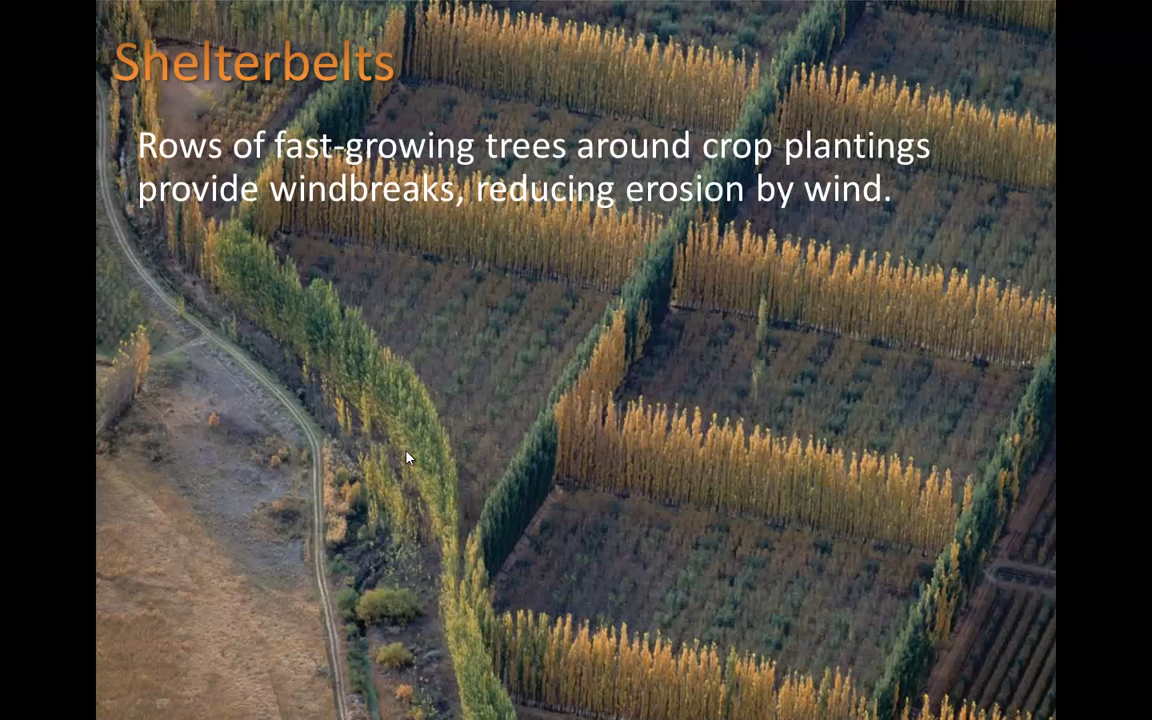 Shelterbelts
Rows of fast-growing trees around crop plantings
provide windbreaks, reducing erosion by wind.